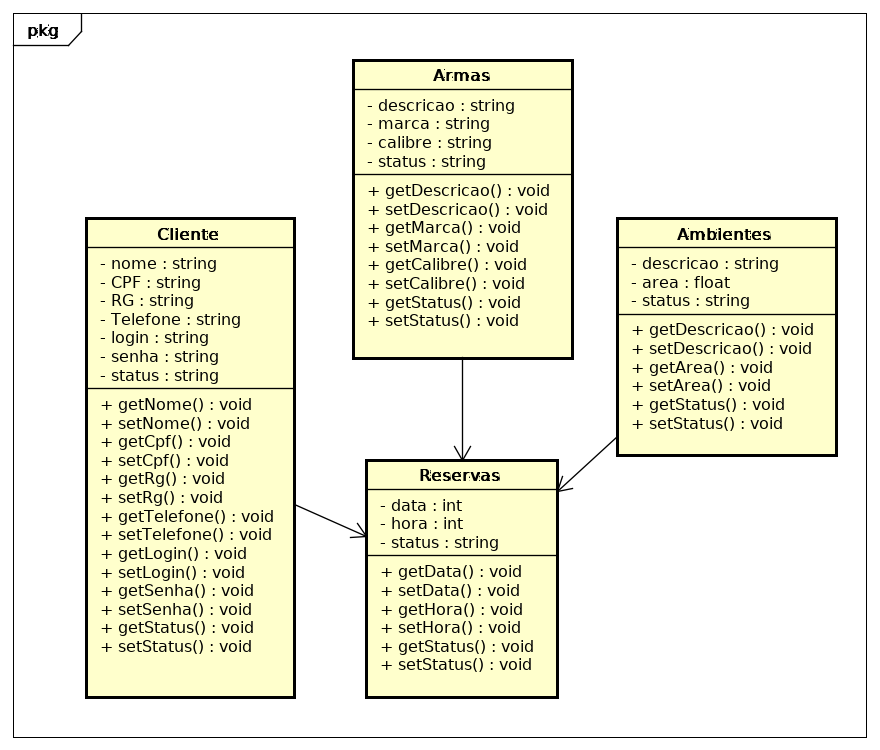 pkg
Armas
- descricao : string
- marca : string
- calibre : string
- status : string
+ getDescricao() : void
+ setDescricao() : void
+ getMarca() : void
+ setMarca() : void
+ getCalibre() : void
+ setCalibre() : void
+ getStatus() : void
+ setStatus() : void
Cliente
- nome : string
- CPF : string
- RG : string
- Telefone : string
- login : string
- senha : string
- status : string
+ getNome() : void
+ setNome() : void
+ getCpf() : void
+ setCpf() : void
+ getRg() : void
+ setRg() : void
+ getTelefone() : void
+ setTelefone() : void
+ getLogin() : void
+ setLogin() : void
+ getSenha() : void
+ setSenha() : void
+ getStatus() : void
+ setStatus() : void
Ambientes
- descricao : string
- area : float
- status : string
+ getDescricao() : void
+ setDescricao() : void
+ getArea() : void
+ setArea() : void
+ getStatus() : void
+ setStatus() : void
Reservas
- data : int
- hora : int
- status : string
+ getData() : void
+ setData() : void
+ getHora() : void
+ setHora() : void
+ getStatus() : void
+ setStatus() : void